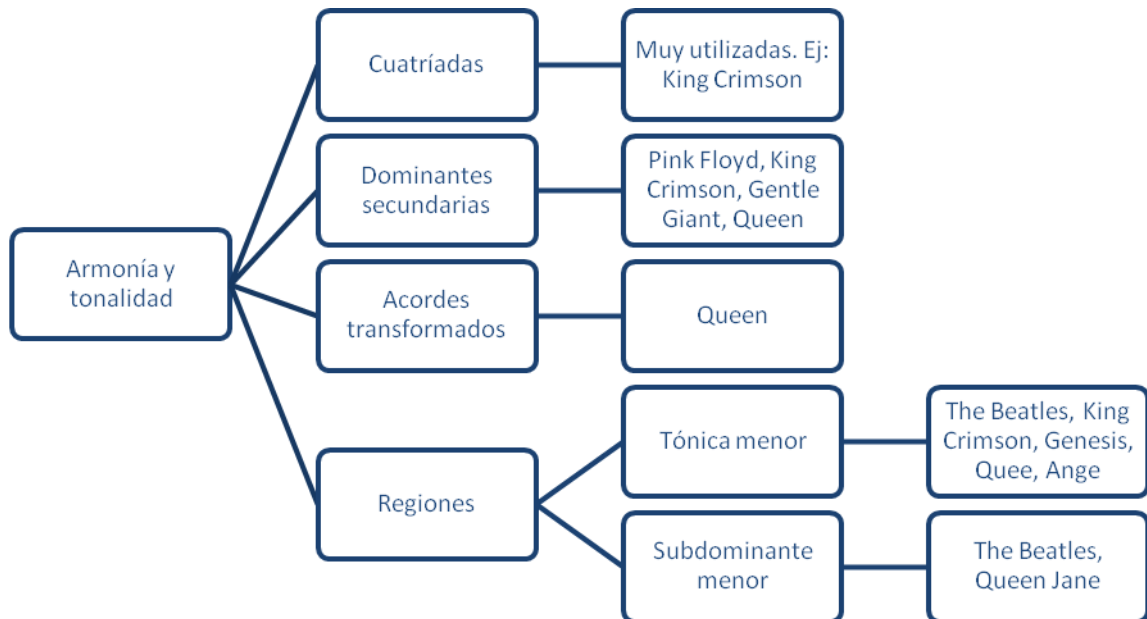 Cuatríadas
Muy utilizadas. Ej:
King Crimson
Dominantes
secundarias
Pink Floyd, King
Crimson, Gentle
Giant, Queen
Armonía y
tonalidad
Acordes
transformados
Queen
Regiones
Tónica menor
The Beatles, King
Crimson, Genesis,
Quee, Ange
Subdominante
menor
The Beatles,
Queen Jane